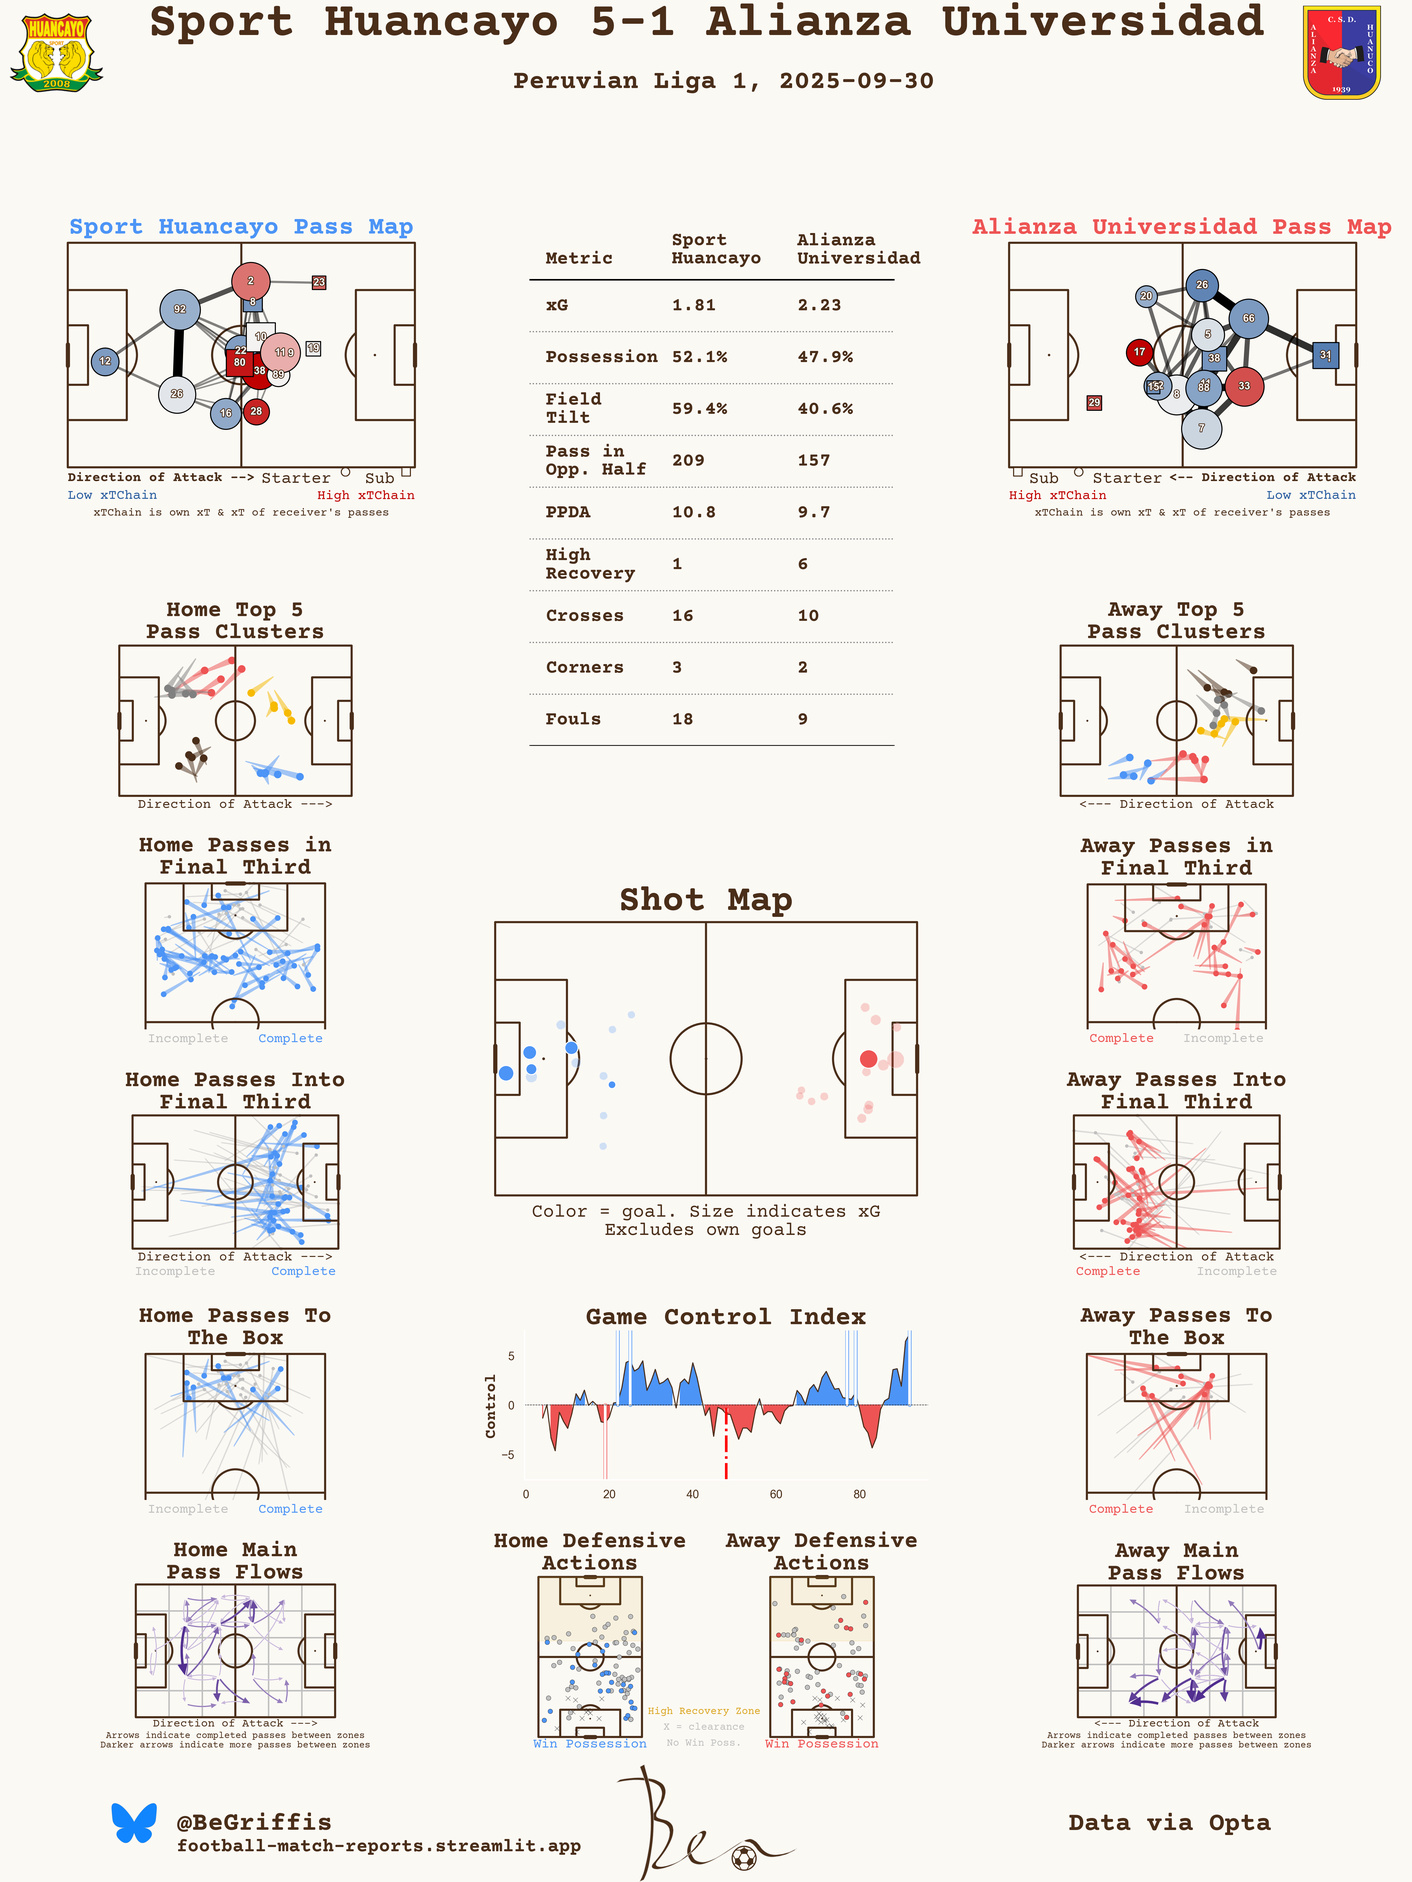 Sport Huancayo 5-1 Alianza Universidad
Peruvian Liga 1, 2025-09-30
HUANCAYO
SPORT
2008
C. S. D.
ALIANZA
HUANUCO
1939
Sport Huancayo Pass Map
2
23
8
92
10
22
11
9
19
12
80
38
89
26
16
28
Direction of Attack --> Starter Sub
Low xTChain High xTChain
xTChain is own xT & xT of receiver's passes
Metric Sport Huancayo Alianza Universidad
xG 1.81 2.23
Possession 52.1% 47.9%
Field Tilt 59.4% 40.6%
Pass in Opp. Half 209 157
PPDA 10.8 9.7
High Recovery 1 6
Crosses 16 10
Corners 3 2
Fouls 18 9
Alianza Universidad Pass Map
26
20
66
5
17
38
31
15
8
88
33
29
7
Sub Starter <-- Direction of Attack
High xTChain Low xTChain
xTChain is own xT & xT of receiver's passes
Home Top 5
Pass Clusters
Direction of Attack --->
Away Top 5
Pass Clusters
<--- Direction of Attack
Home Passes in
Final Third
Incomplete Complete
Away Passes in
Final Third
Complete Incomplete
Shot Map
Color = goal. Size indicates xG
Excludes own goals
Home Passes Into
Final Third
Direction of Attack --->
Incomplete Complete
Away Passes Into
Final Third
<--- Direction of Attack
Complete Incomplete
Home Passes To
The Box
Incomplete Complete
Game Control Index
Control
5
0
−5
0 20 40 60 80
Away Passes To
The Box
Complete Incomplete
Home Main
Pass Flows
Direction of Attack --->
Arrows indicate completed passes between zones
Darker arrows indicate more passes between zones
Home Defensive
Actions
Win Possession
Away Defensive
Actions
Win Possession
High Recovery Zone
X = clearance
No Win Poss.
Away Main
Pass Flows
<--- Direction of Attack
Arrows indicate completed passes between zones
Darker arrows indicate more passes between zones
@BeGriffis
football-match-reports.streamlit.app
Ben
Data via Opta